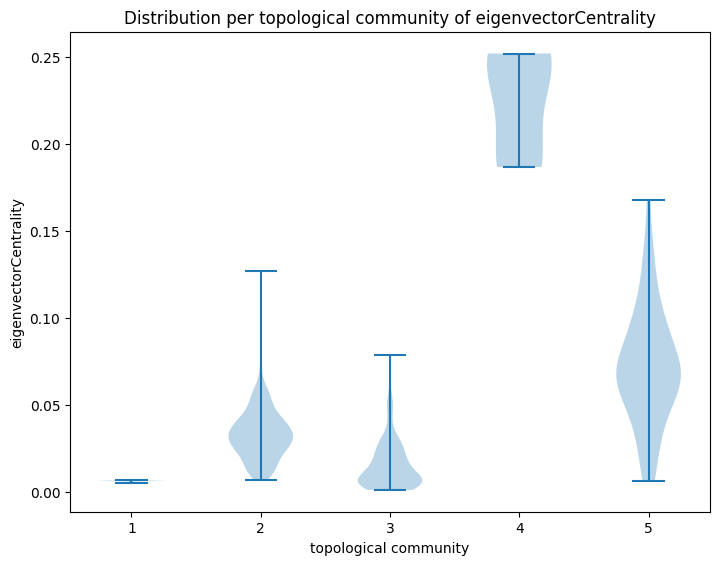 Distribution per topological community of eigenvectorCentrality
eigenvectorCentrality
0.25
0.20
0.15
0.10
0.05
0.00
1 2 3 4 5
topological community